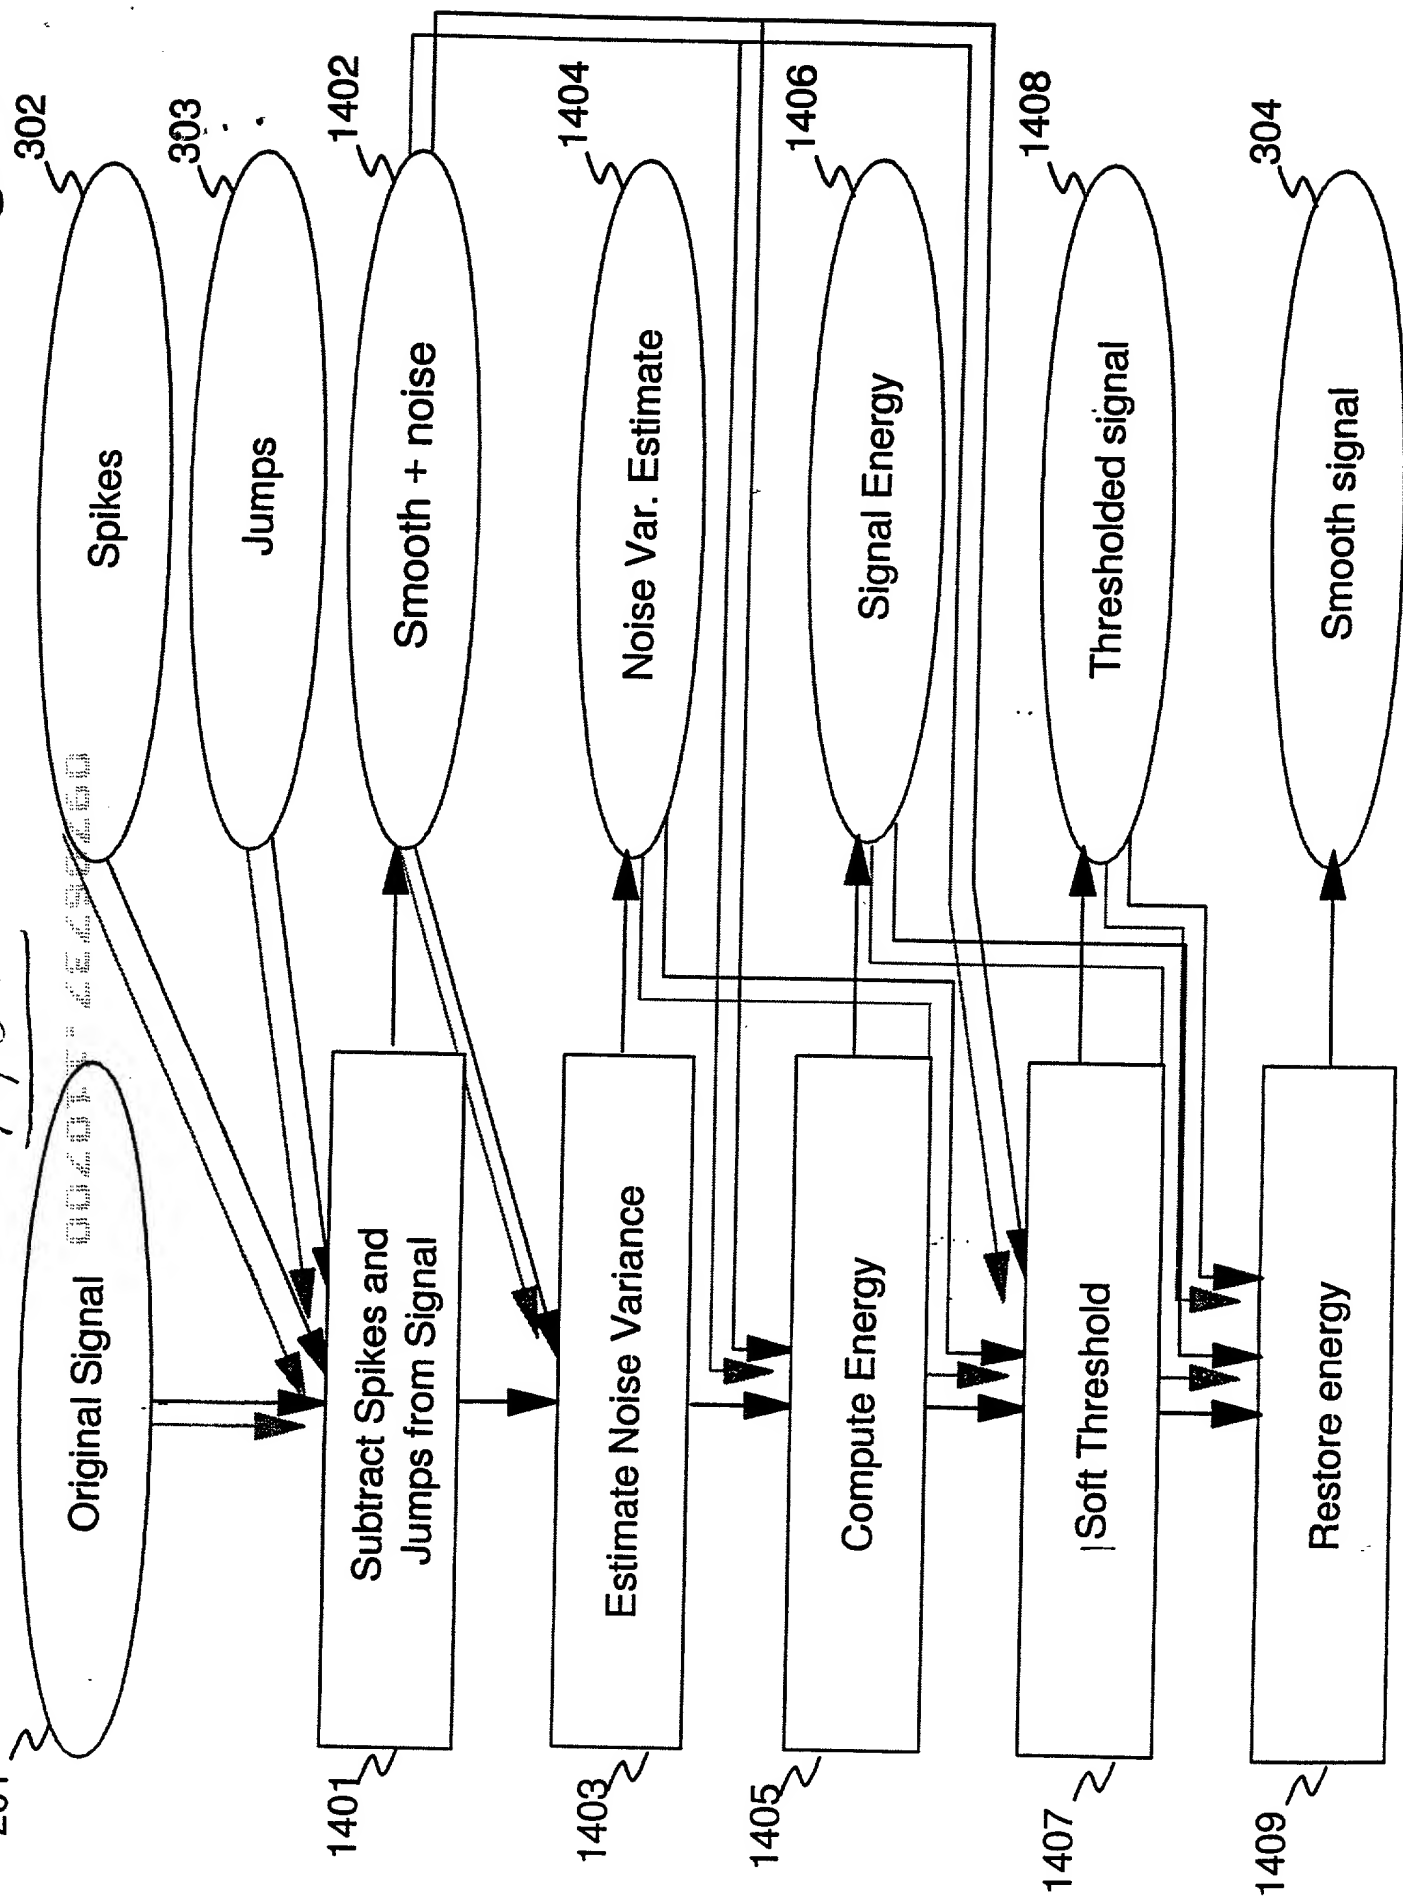 302
Spikes
303
Jumps
1402
Smooth + noise
1404
Noise Var. Estimate
1406
Signal Energy
1408
Thresholded signal
304
Smooth signal
Original Signal
1401
Subtract Spikes and
Jumps from Signal
1403
Estimate Noise Variance
1405
Compute Energy
1407
Soft Threshold
1409
Restore energy